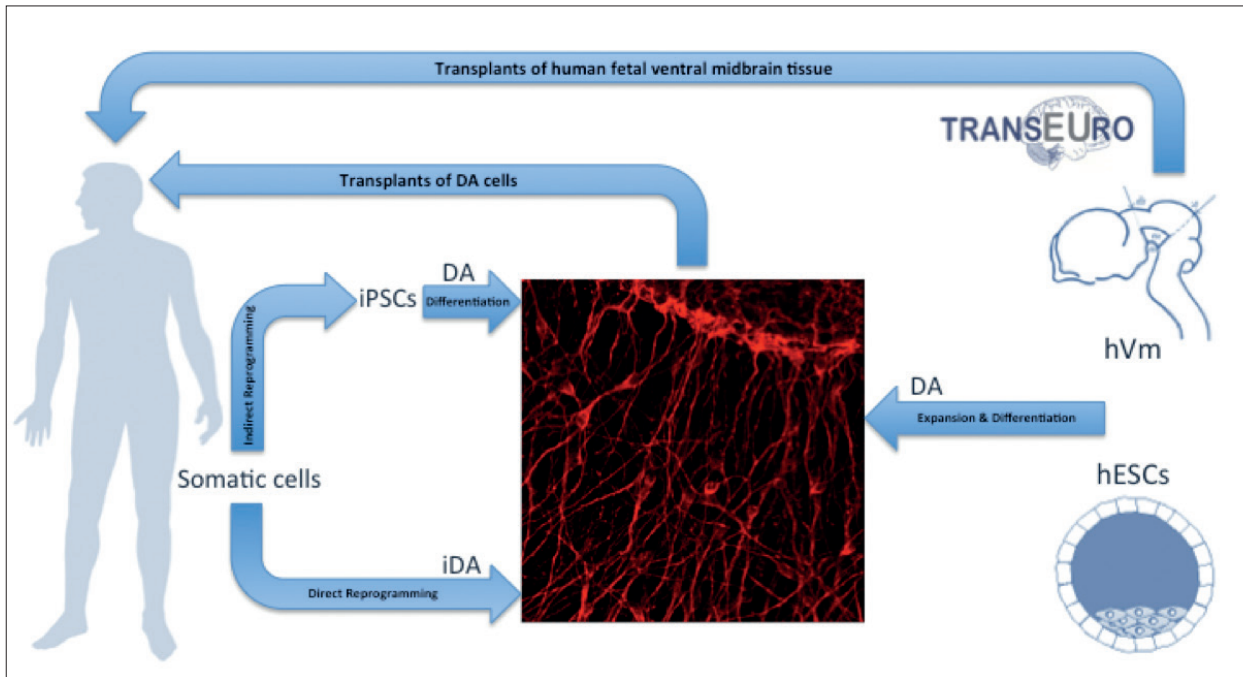 Transplants of human fetal ventral midbrain tissue
TRANSEURO
Transplants of DA cells
Indirect Reprogramming
iPSCs
DA
Differentiation
hVm
DA
Expansion & Differentiation
Somatic cells
hESCs
iDA
Direct Reprogramming